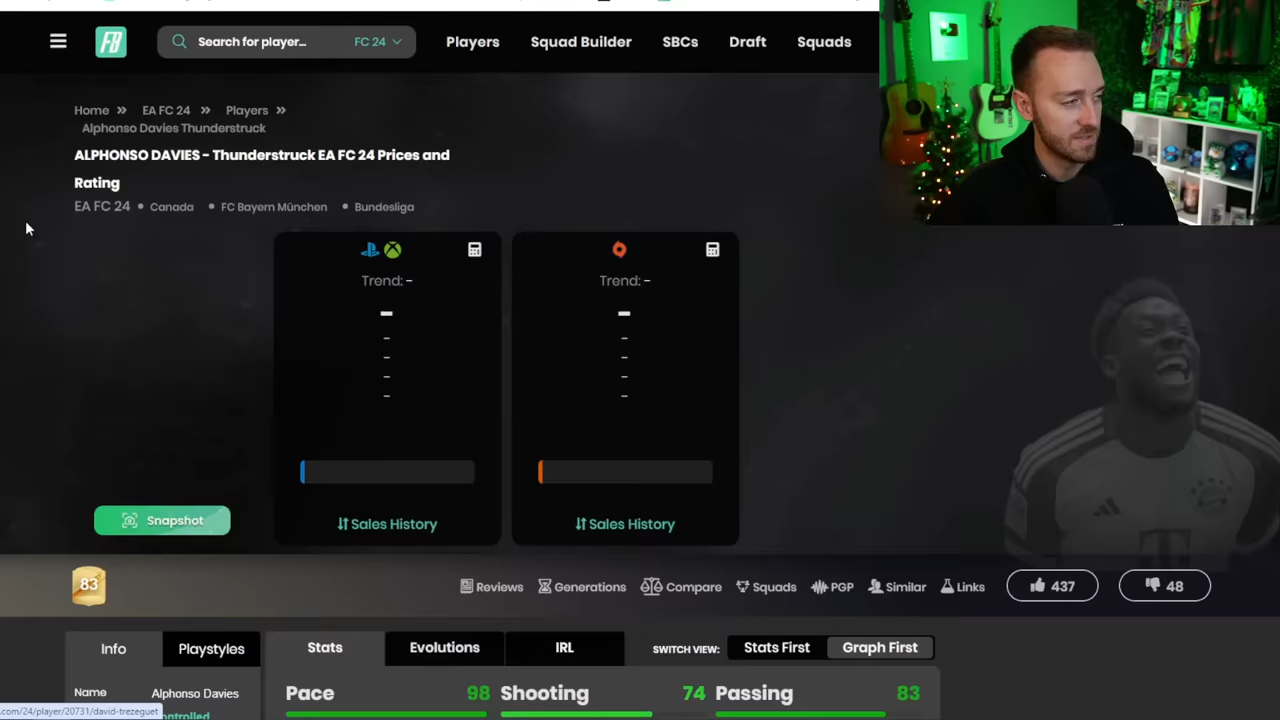 FB
Search for player...
FC 24
Players
Squad Builder
SBCs
Draft
Squads
Home » EA FC 24 » Players »
Alphonso Davies Thunderstruck
ALPHONSO DAVIES - Thunderstruck EA FC 24 Prices and
Rating
EA FC 24 • Canada • FC Bayern München • Bundesliga
Trend: -
-
-
-
-
-
Sales History
Trend: -
-
-
-
-
-
Sales History
Snapshot
83
Reviews
Generations
Compare
Squads
PGP
Similar
Links
437
48
Info
Playstyles
Stats
Evolutions
IRL
SWITCH VIEW:
Stats First
Graph First
Name
Alphonso Davies
Pace 98
Shooting 74
Passing 83
.com/24/player/20731/david-trezeguet